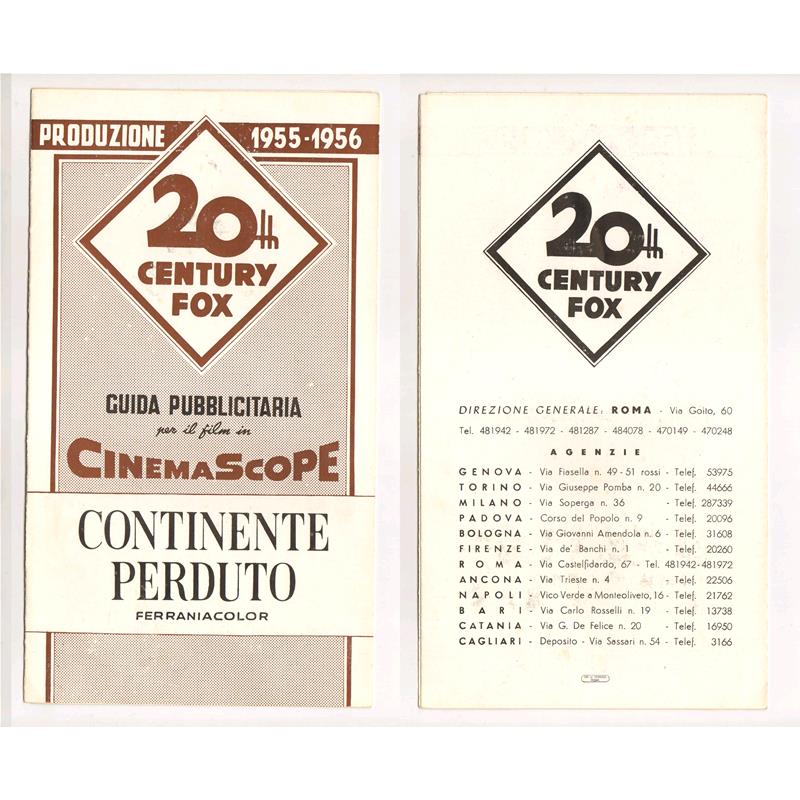 PRODUZIONE 1955-1956
20th
CENTURY
FOX
GUIDA PUBBLICITARIA
per il film in
CINEMASCOPE
CONTINENTE
PERDUTO
FERRANIACOLOR
20th
CENTURY
FOX
DIREZIONE GENERALE: ROMA - Via Goito, 60
Tel. 481942 - 481972 - 481287 - 484078 - 470149 - 470248
AGENZIE
GENOVA - Via Fiasella n. 49-51 rossi - Telef. 53975
TORINO - Via Giuseppe Pomba n. 20 - Telef. 44666
MILANO - Via Soperga n. 36 - Telef. 287339
PADOVA - Corso del Popolo n. 9 - Telef. 20096
BOLOGNA - Via Giovanni Amendola n. 6 - Telef. 31608
FIRENZE - Via de' Banchi n. 1 - Telef. 20260
ROMA - Via Castelfidardo, 67 - Tel. 481942-481972
ANCONA - Via Trieste n. 4 - Telef. 22506
NAPOLI - Vico Verde a Monteoliveto, 16 - Telef. 21762
BARI - Via Carlo Rosselli n. 19 - Telef. 13738
CATANIA - Via G. De Felice n. 20 - Telef. 16950
CAGLIARI - Deposito - Via Sassari n. 54 - Telef. 3166